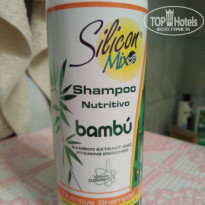 TOP Hotels
ФОТО ТУРИСТА
Silicon
Mix
Shampoo
Nutritivo
bambú
BAMBOO EXTRACT AND
VITAMINS ENRICHED